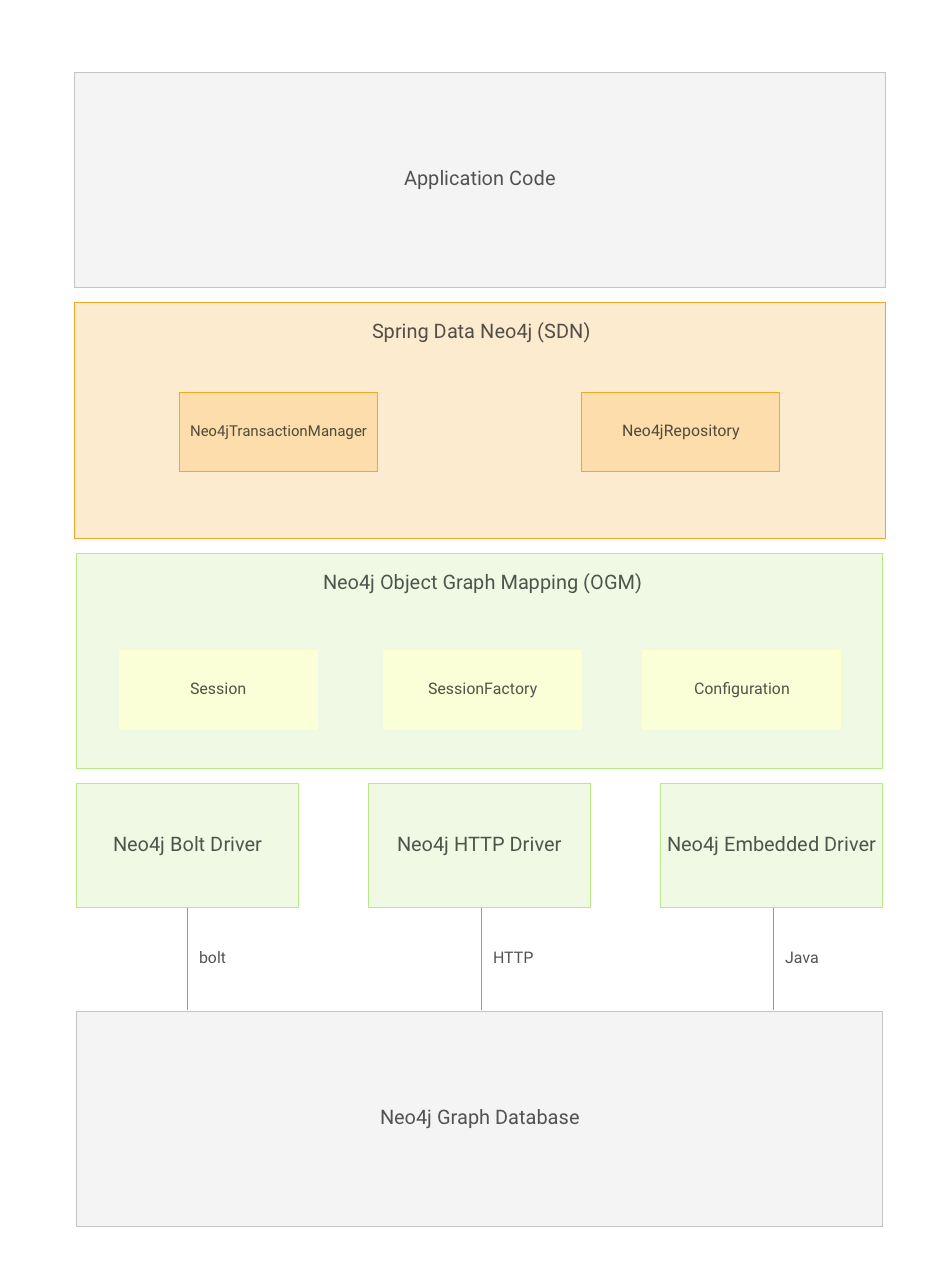 Application Code
Spring Data Neo4j (SDN)
Neo4jTransactionManager
Neo4jRepository
Neo4j Object Graph Mapping (OGM)
Session
SessionFactory
Configuration
Neo4j Bolt Driver
Neo4j HTTP Driver
Neo4j Embedded Driver
bolt
HTTP
Java
Neo4j Graph Database